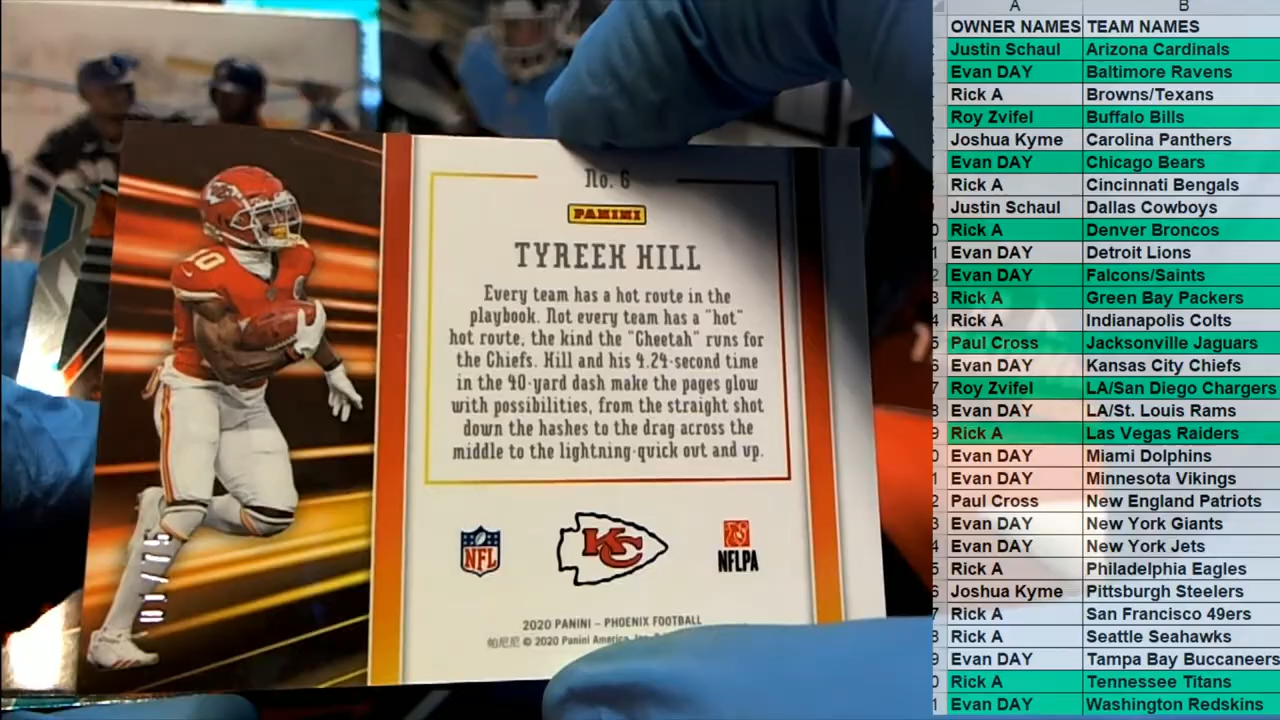 No. 6
PANINI
TYREEK HILL
Every team has a hot route in the
playbook. Not every team has a "hot"
hot route, the kind the "Cheetah" runs for
the Chiefs. Hill and his 4.24-second time
in the 40-yard dash make the pages glow
with possibilities, from the straight shot
down the hashes to the drag across the
middle to the lightning-quick out and up.
NFL
KC
NFLPA
2020 PANINI – PHOENIX FOOTBALL
帕尼尼 © 2020 Panini America, Inc.
10
A B
OWNER NAMES TEAM NAMES
Justin Schaul Arizona Cardinals
Evan DAY Baltimore Ravens
Rick A Browns/Texans
Roy Zvifel Buffalo Bills
Joshua Kyme Carolina Panthers
Evan DAY Chicago Bears
Rick A Cincinnati Bengals
Justin Schaul Dallas Cowboys
Rick A Denver Broncos
Evan DAY Detroit Lions
Evan DAY Falcons/Saints
Rick A Green Bay Packers
Rick A Indianapolis Colts
Paul Cross Jacksonville Jaguars
Evan DAY Kansas City Chiefs
Roy Zvifel LA/San Diego Chargers
Evan DAY LA/St. Louis Rams
Rick A Las Vegas Raiders
Evan DAY Miami Dolphins
Evan DAY Minnesota Vikings
Paul Cross New England Patriots
Evan DAY New York Giants
Evan DAY New York Jets
Rick A Philadelphia Eagles
Joshua Kyme Pittsburgh Steelers
Rick A San Francisco 49ers
Rick A Seattle Seahawks
Evan DAY Tampa Bay Buccaneers
Rick A Tennessee Titans
Evan DAY Washington Redskins